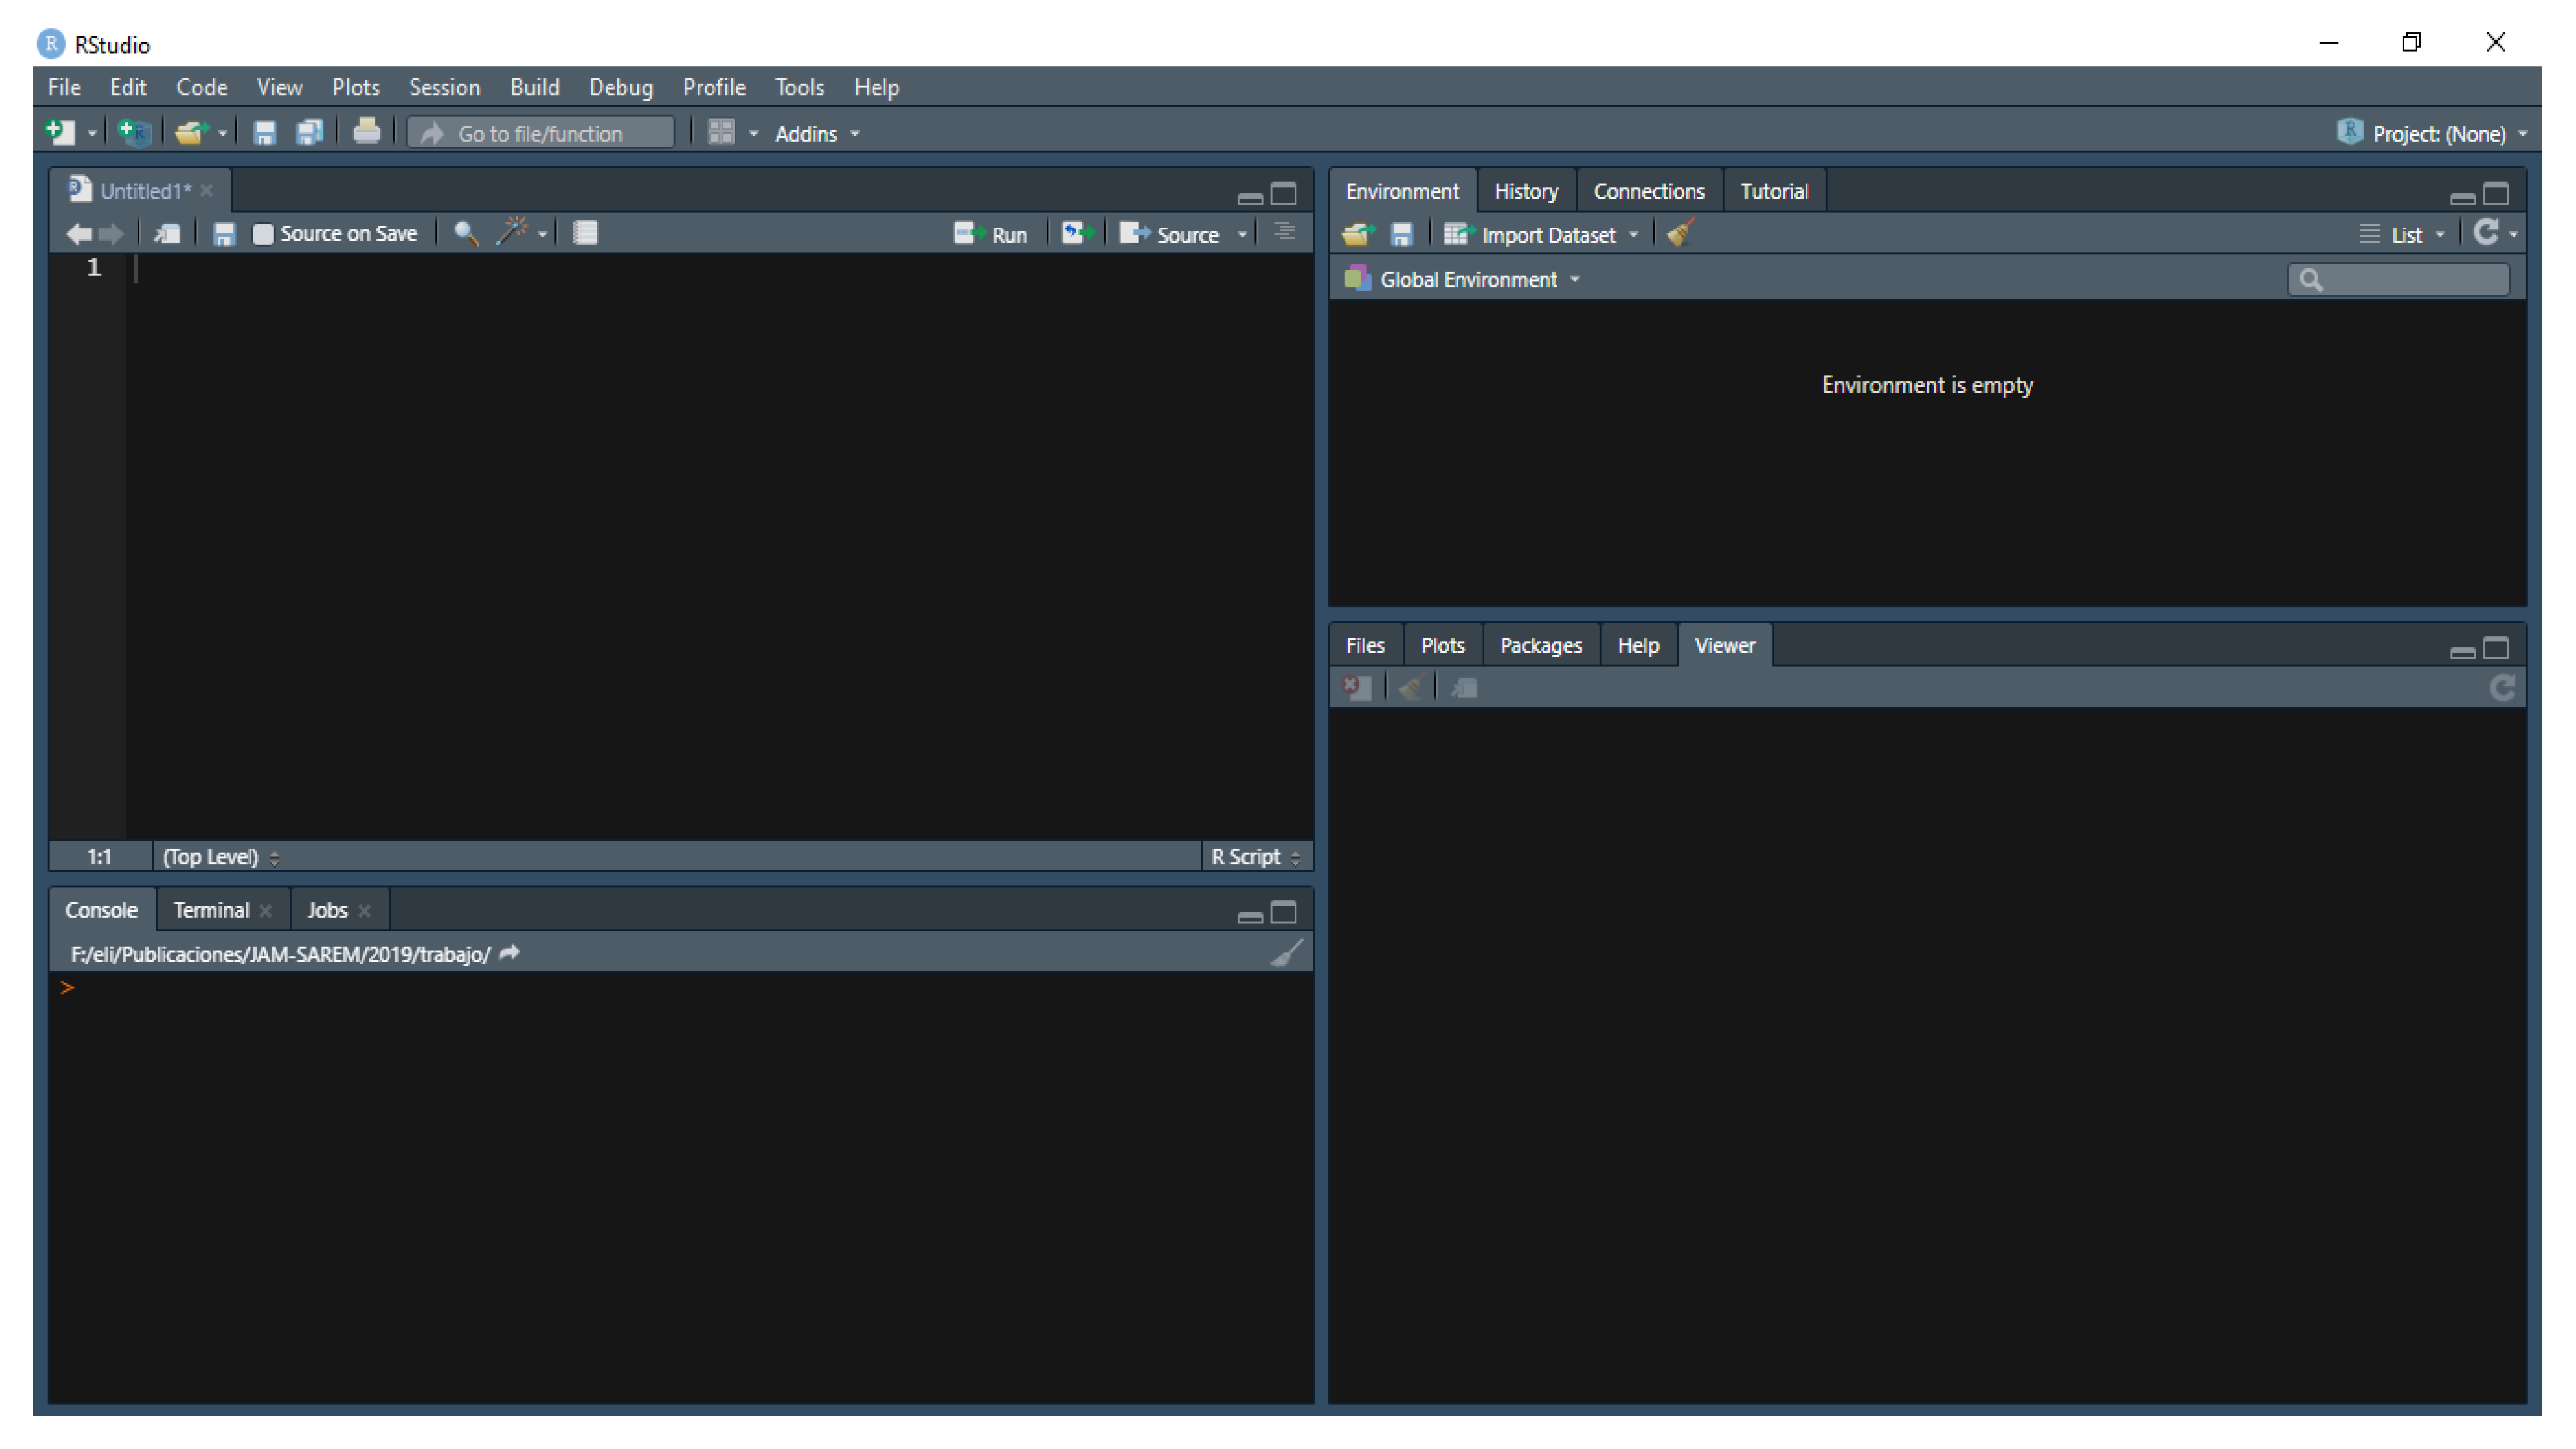 RStudio
File Edit Code View Plots Session Build Debug Profile Tools Help
Go to file/function Addins Project: (None)
Untitled1*
Source on Save Run Source
1
1:1 (Top Level) R Script
Console Terminal Jobs
F:/eli/Publicaciones/JAM-SAREM/2019/trabajo/
>
Environment History Connections Tutorial
Import Dataset List
Global Environment
Environment is empty
Files Plots Packages Help Viewer